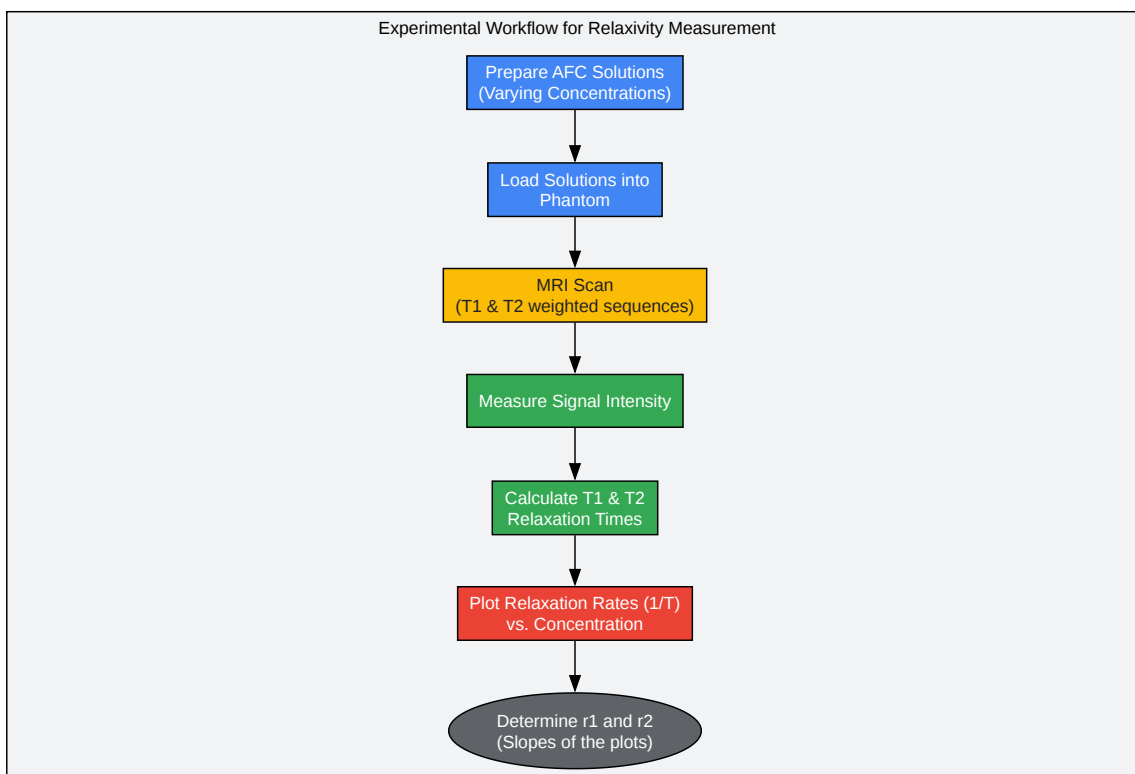 Experimental Workflow for Relaxivity Measurement
Prepare AFC Solutions
(Varying Concentrations)
Load Solutions into
Phantom
MRI Scan
(T1 & T2 weighted sequences)
Measure Signal Intensity
Calculate T1 & T2
Relaxation Times
Plot Relaxation Rates (1/T)
vs. Concentration
Determine r1 and r2
(Slopes of the plots)